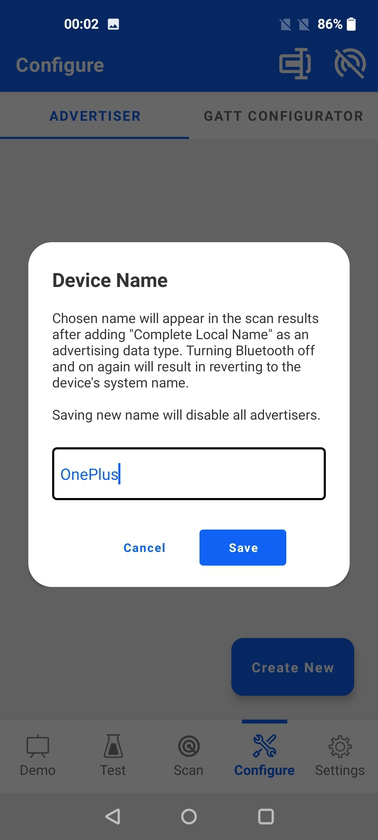 00:02
86%
Configure
ADVERTISER
GATT CONFIGURATOR
Device Name
Chosen name will appear in the scan results
after adding "Complete Local Name" as an
advertising data type. Turning Bluetooth off
and on again will result in reverting to the
device's system name.
Saving new name will disable all advertisers.
OnePlus
Cancel
Save
Create New
Demo
Test
Scan
Configure
Settings